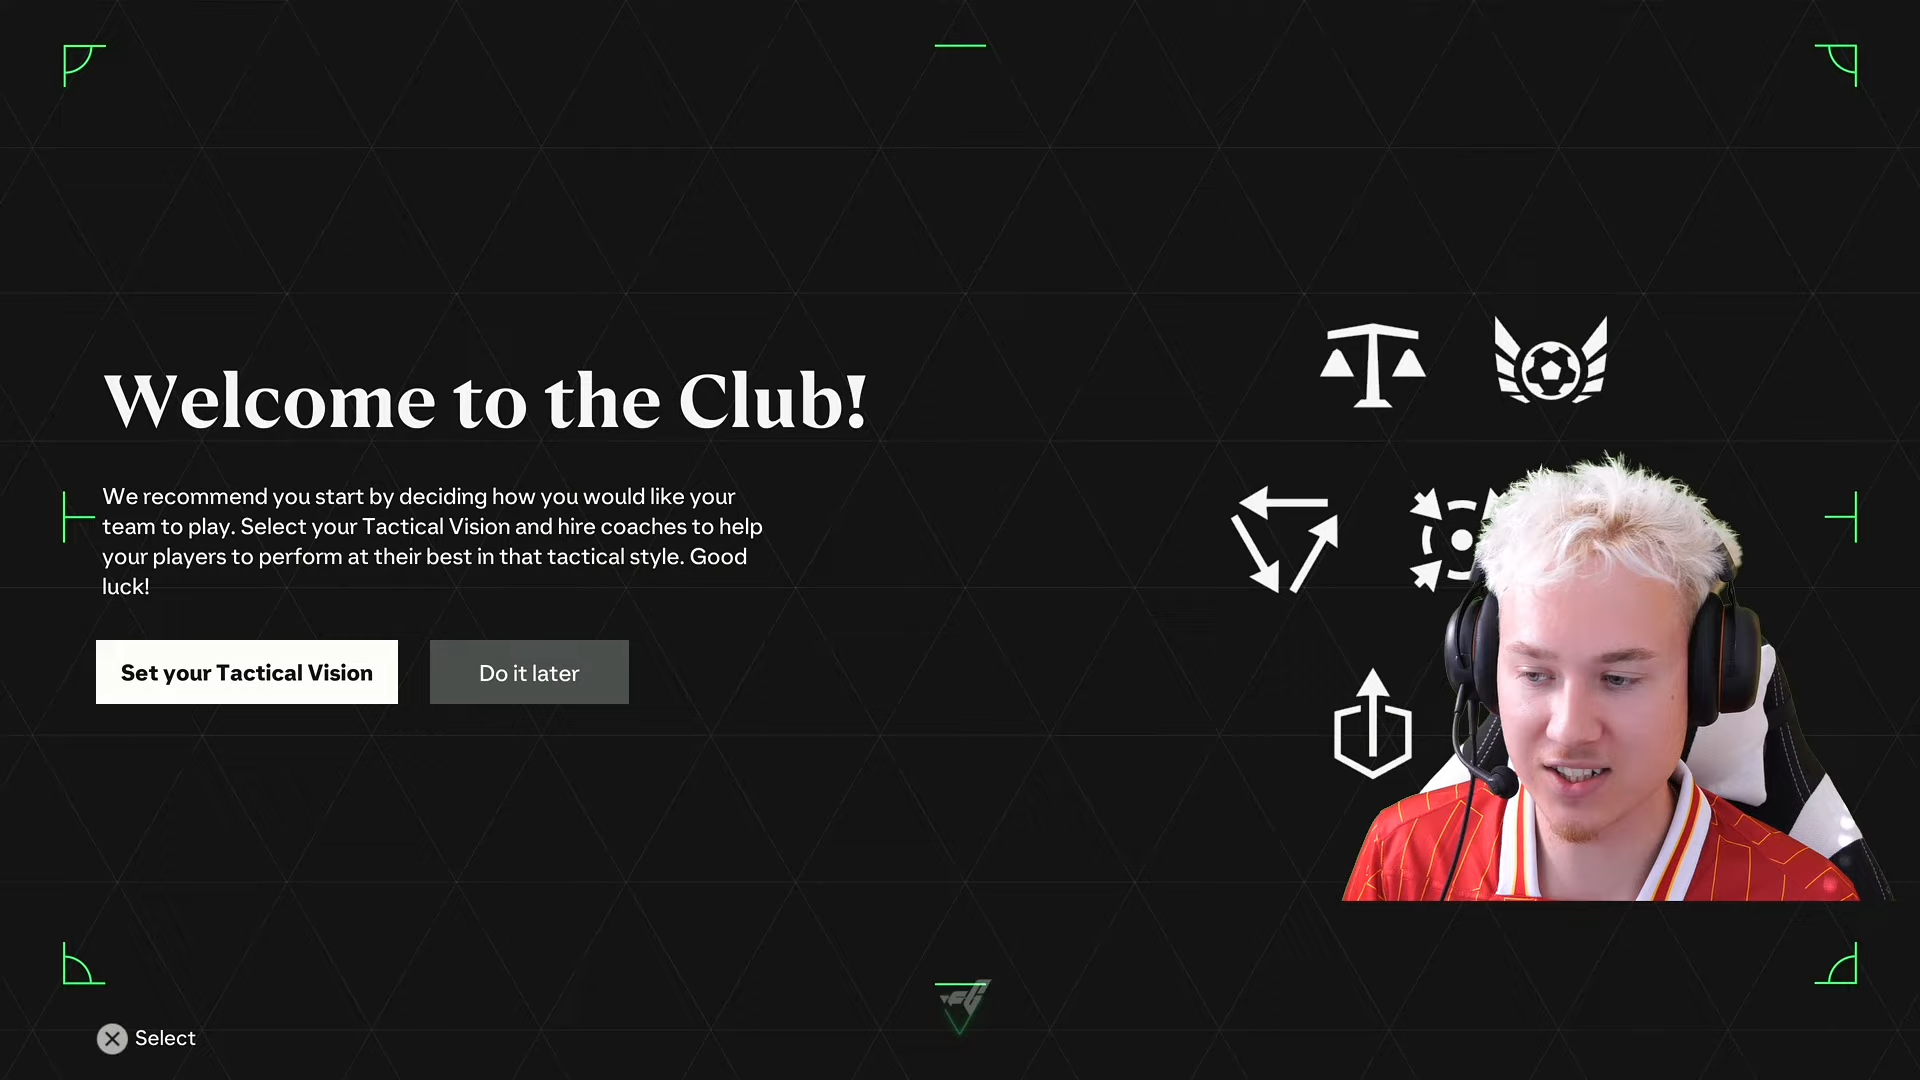 Welcome to the Club!
We recommend you start by deciding how you would like your
team to play. Select your Tactical Vision and hire coaches to help
your players to perform at their best in that tactical style. Good
luck!
Set your Tactical Vision
Do it later
Select